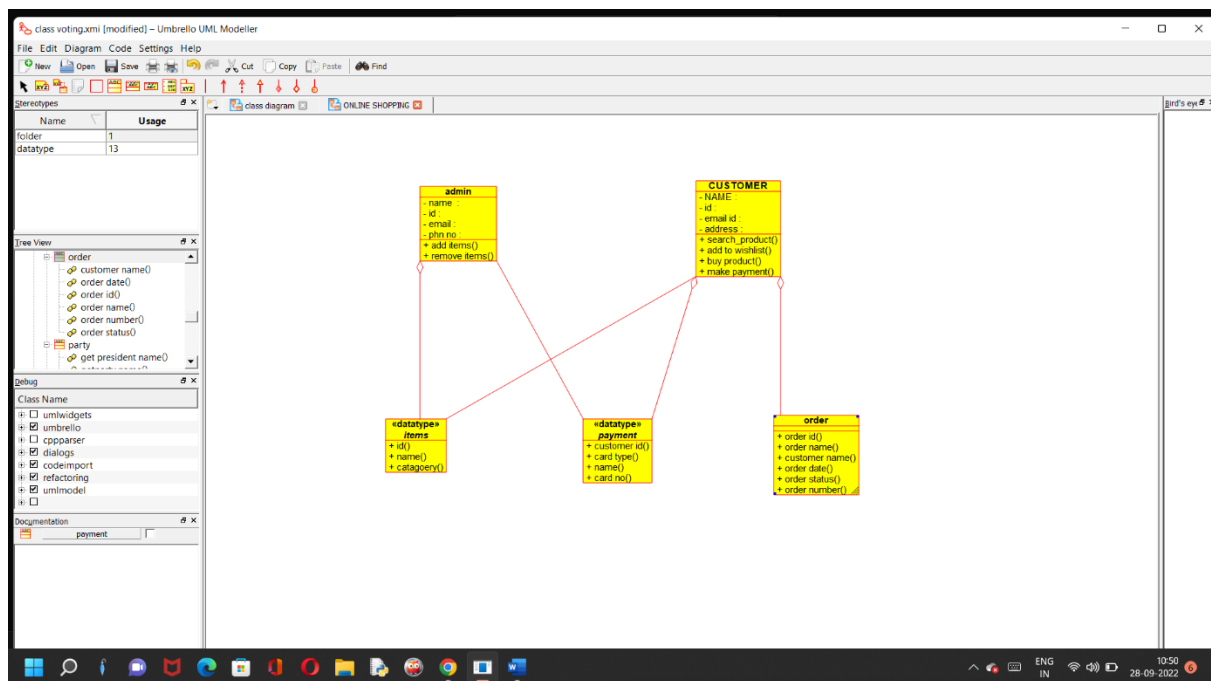 class voting.xmi [modified] – Umbrello UML Modeller
File Edit Diagram Code Settings Help
New Open Save Cut Copy Paste Find
Stereotypes
class diagram ONLINE SHOPPING
Bird's eye
Name Usage
folder 1
datatype 13
Tree View
order
customer name()
order date()
order id()
order name()
order number()
order status()
party
get president name()
Debug
Class Name
umlwidgets
umbrello
cppparser
dialogs
codeimport
refactoring
umlmodel
Documentation
payment
admin
- name :
- id :
- email :
- phn no :
+ add items()
+ remove items()
CUSTOMER
- NAME :
- id :
- email id :
- address :
+ search_product()
+ add to wishlist()
+ buy product()
+ make payment()
«datatype»
items
+ id()
+ name()
+ catagoery()
«datatype»
payment
+ customer id()
+ card type()
+ name()
+ card no()
order
+ order id()
+ order name()
+ customer name()
+ order date()
+ order status()
+ order number()
ENG
IN
10:50
28-09-2022
6